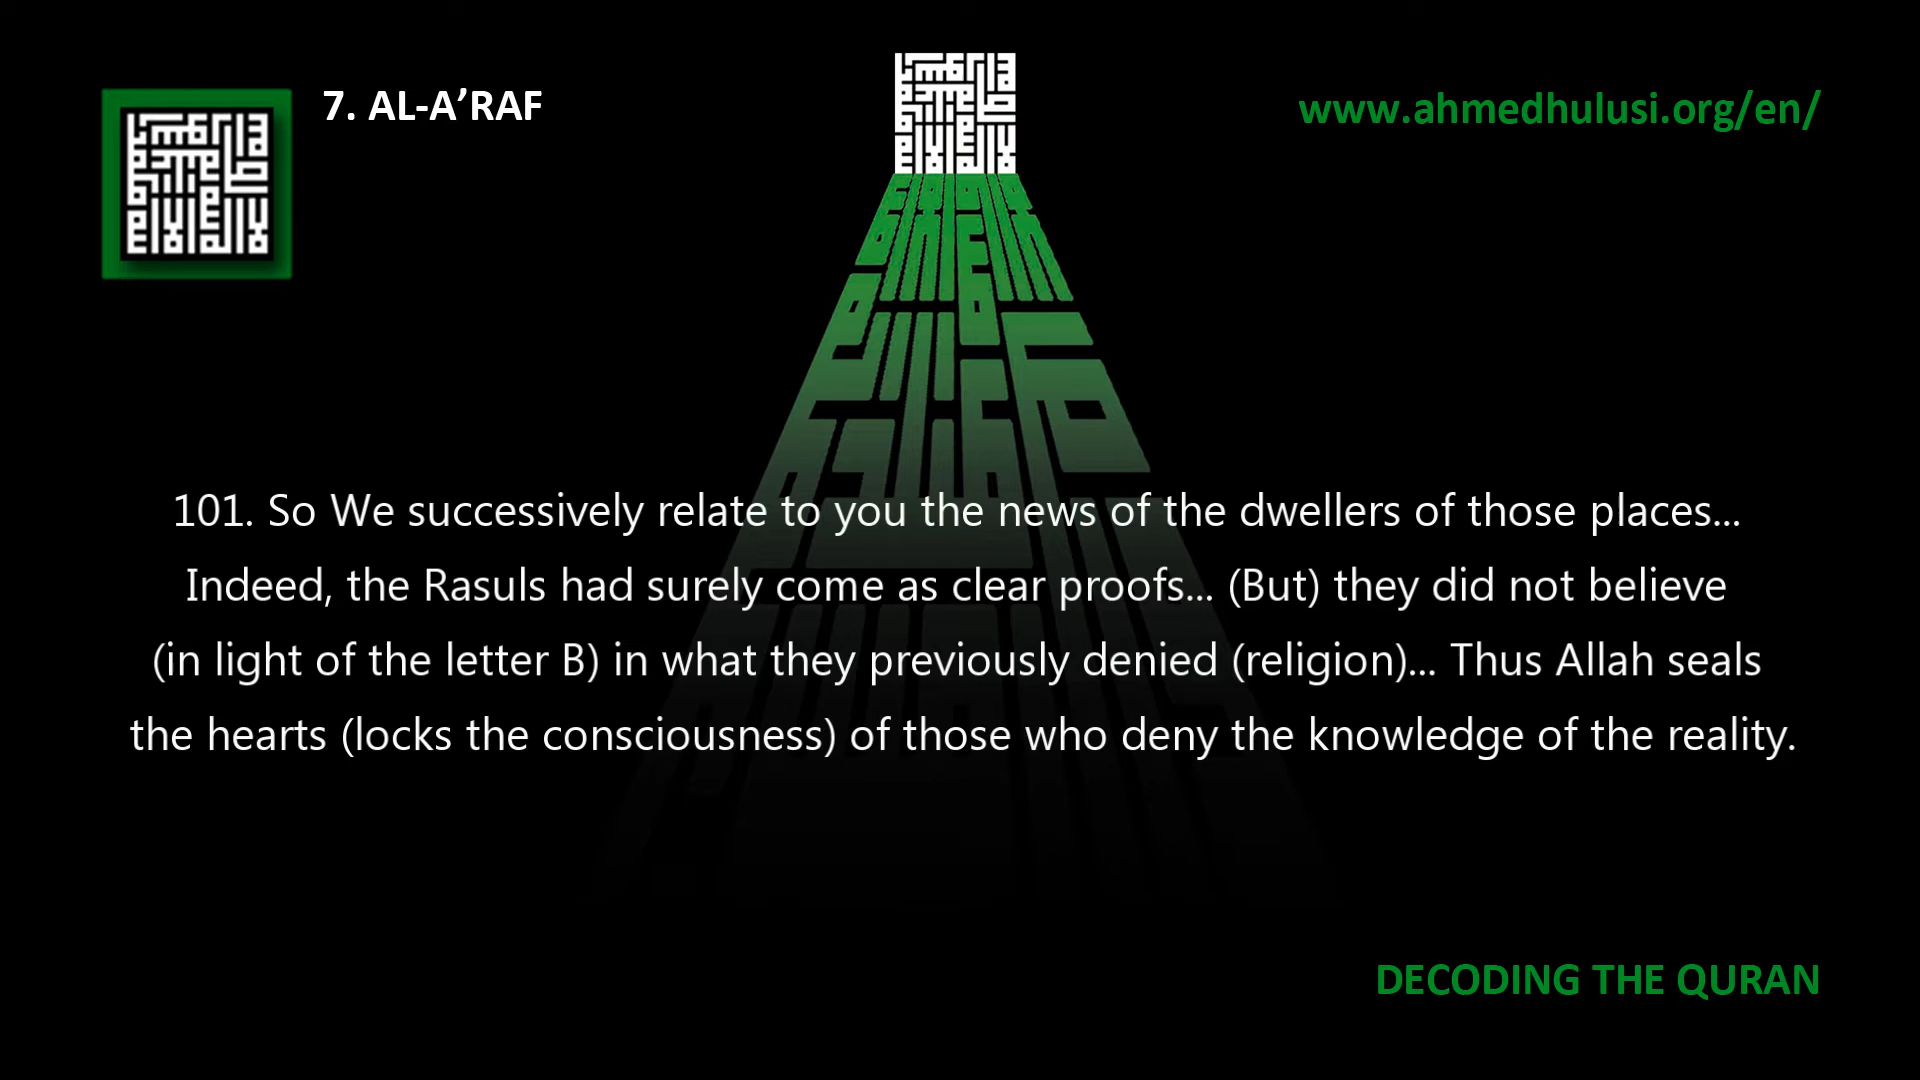 7. AL-A’RAF
www.ahmedhulusi.org/en/
101. So We successively relate to you the news of the dwellers of those places...
Indeed, the Rasuls had surely come as clear proofs... (But) they did not believe
(in light of the letter B) in what they previously denied (religion)... Thus Allah seals
the hearts (locks the consciousness) of those who deny the knowledge of the reality.
DECODING THE QURAN